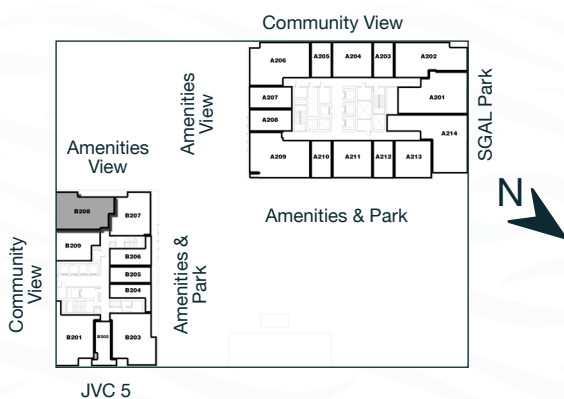 Community View
A206
A205
A204
A203
A202
A207
A201
A208
A214
A209
A210
A211
A212
A213
Amenities
View
SGAL Park
Amenities & Park
N
Amenities
View
B208
B207
B209
B206
B205
B204
B201
B202
B203
Community
View
Amenities &
Park
JVC 5